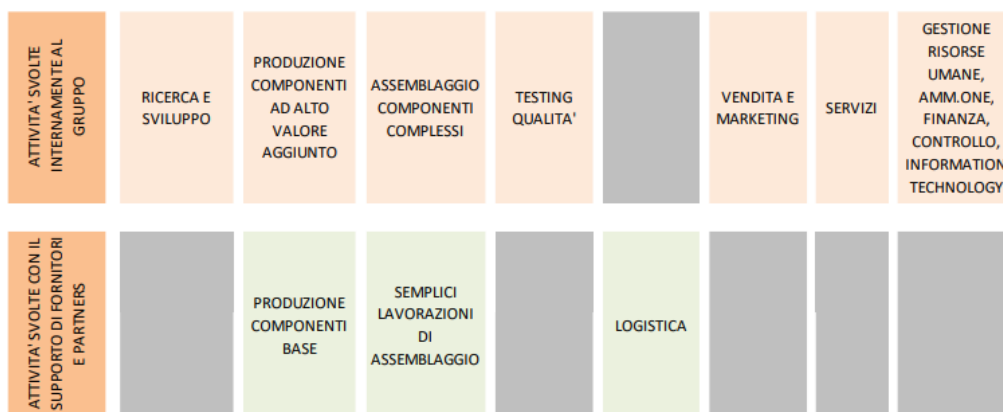 ATTIVITA' SVOLTE
INTERNAMENTE AL
GRUPPO
RICERCA E
SVILUPPO
PRODUZIONE
COMPONENTI
AD ALTO
VALORE
AGGIUNTO
ASSEMBLAGGIO
COMPONENTI
COMPLESSI
TESTING
QUALITA'
VENDITA E
MARKETING
SERVIZI
GESTIONE
RISORSE
UMANE,
AMM.ONE,
FINANZA,
CONTROLLO,
INFORMATION
TECHNOLOGY
ATTIVITA' SVOLTE CON IL
SUPPORTO DI FORNITORI
E PARTNERS
PRODUZIONE
COMPONENTI
BASE
SEMPLICI
LAVORAZIONI
DI
ASSEMBLAGGIO
LOGISTICA